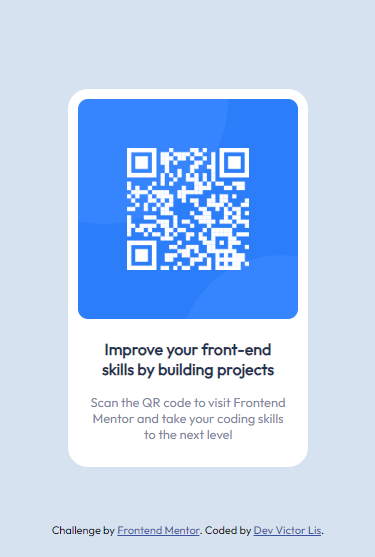 Improve your front-end
skills by building projects
Scan the QR code to visit Frontend
Mentor and take your coding skills
to the next level
Challenge by Frontend Mentor. Coded by Dev Victor Lis.